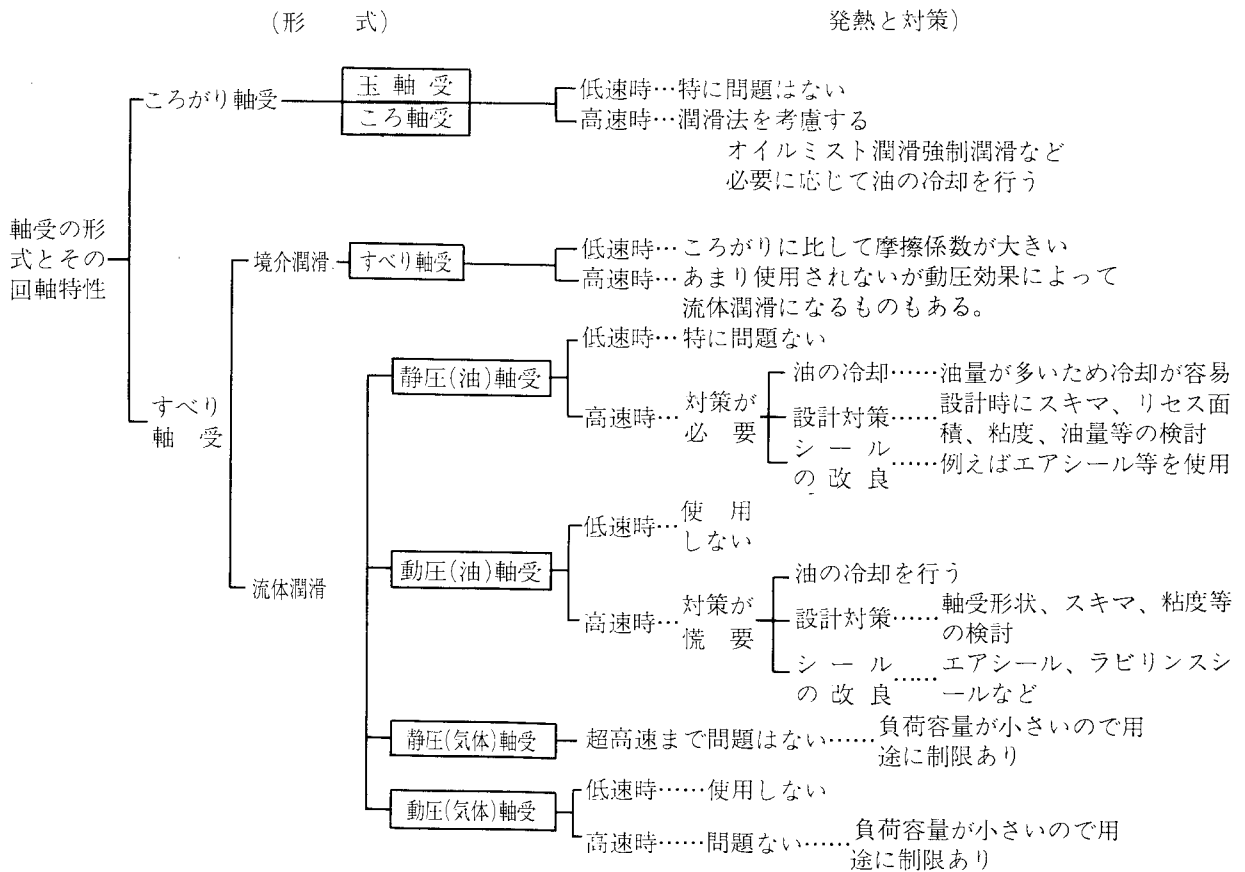 (形　式)
発熱と対策)
軸受の形
式とその
回軸特性
ころがり軸受
玉軸受
ころ軸受
低速時…特に問題はない
高速時…潤滑法を考慮する
オイルミスト潤滑強制潤滑など
必要に応じて油の冷却を行う
すべり
軸　受
境介潤滑
すべり軸受
低速時…ころがりに比して摩擦係数が大きい
高速時…あまり使用されないが動圧効果によって
流体潤滑になるものもある。
流体潤滑
静圧(油)軸受
低速時…特に問題ない
高速時…対策が
必　要
油の冷却……油量が多いため冷却が容易
設計対策……設計時にスキマ、リセス面
積、粘度、油量等の検討
シール
の改良……例えばエアシール等を使用
動圧(油)軸受
低速時…使　用
しない
高速時…対策が
慌　要
油の冷却を行う
設計対策……軸受形状、スキマ、粘度等
の検討
シール
の改良……エアシール、ラビリンスシ
ールなど
静圧(気体)軸受
超高速まで問題はない……負荷容量が小さいので用
途に制限あり
動圧(気体)軸受
低速時……使用しない
高速時……問題ない……負荷容量が小さいので用
途に制限あり